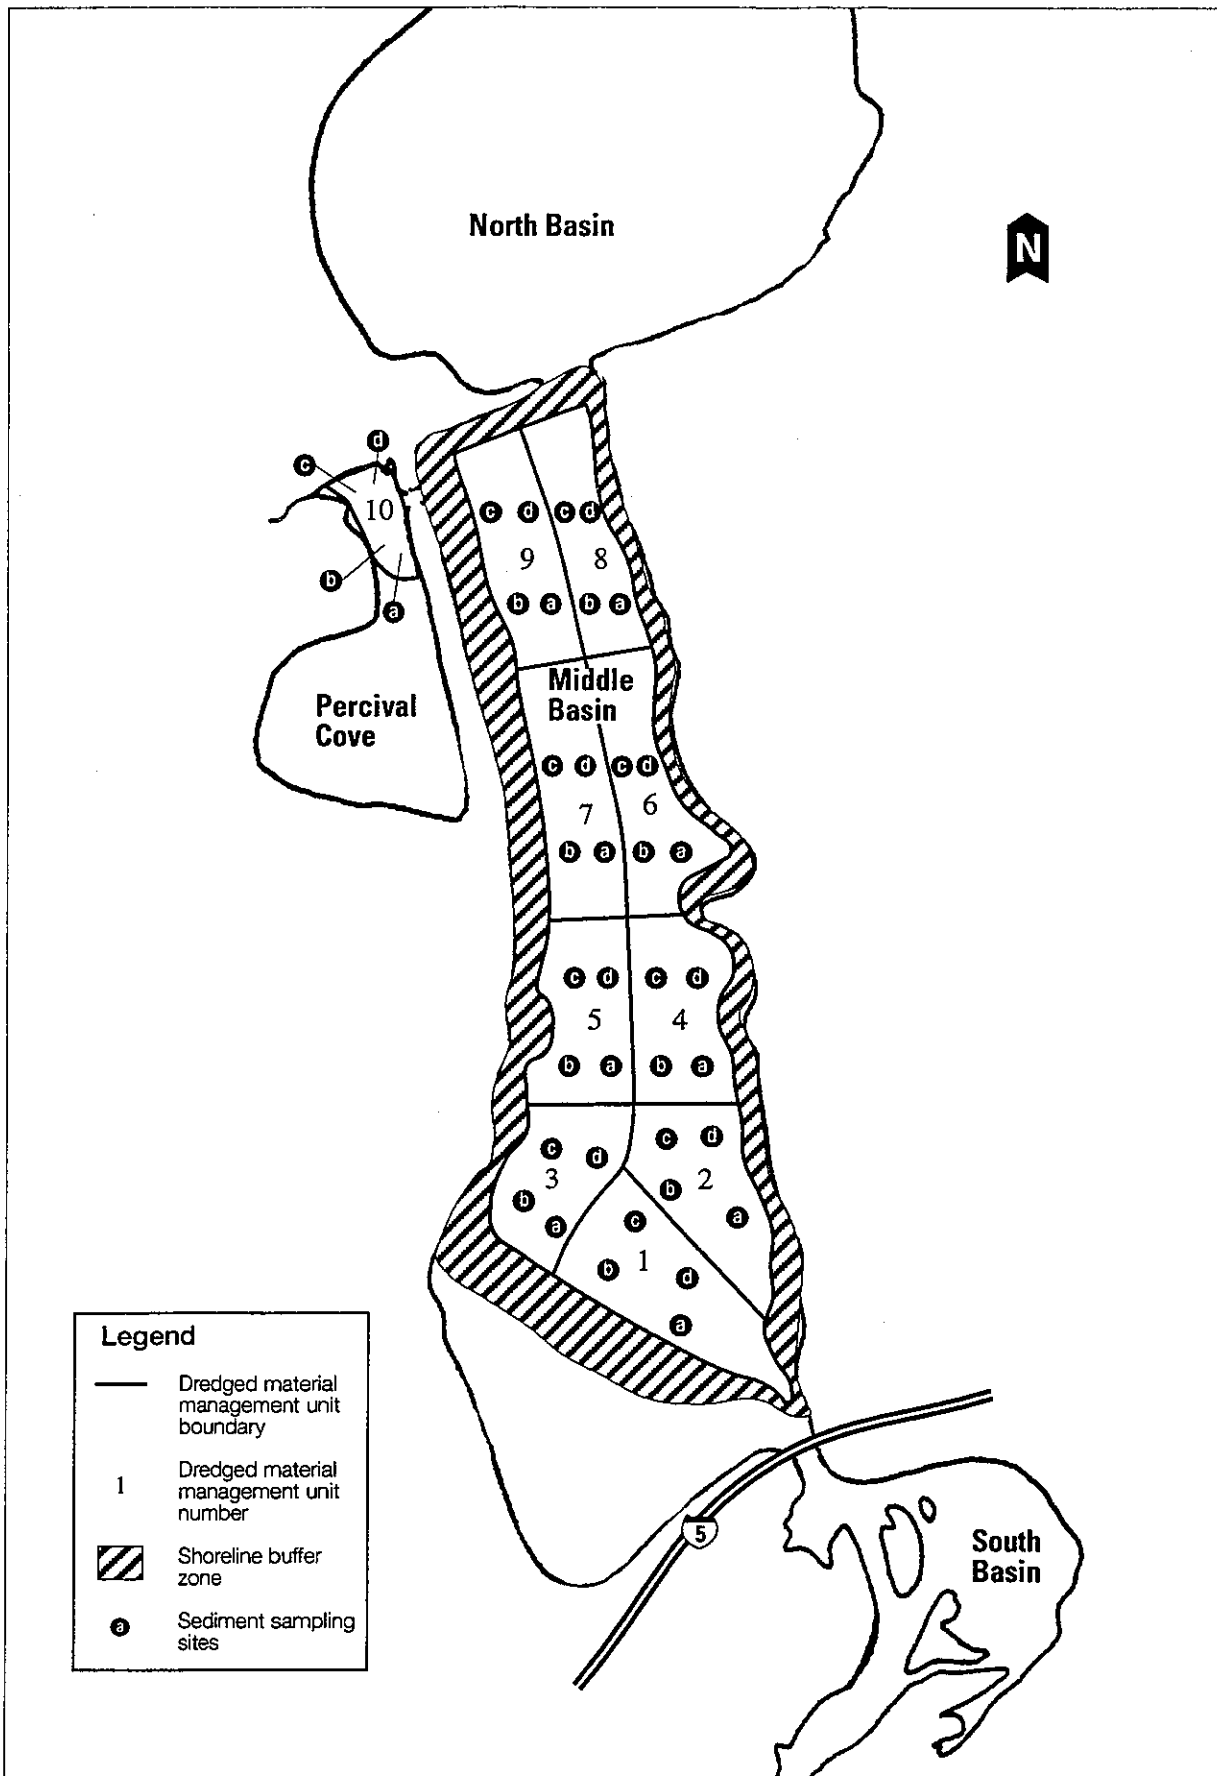 North Basin
N
d
c
10
b
a
c d c d
9 8
b a b a
Middle
Basin
Percival
Cove
c d c d
7 6
b a b a
c d c d
5 4
b a b a
c d c d
3 2
b b
a c a
1
b d
a
Legend
Dredged material
management unit
boundary
1 Dredged material
management unit
number
Shoreline buffer
zone
a Sediment sampling
sites
5
South
Basin